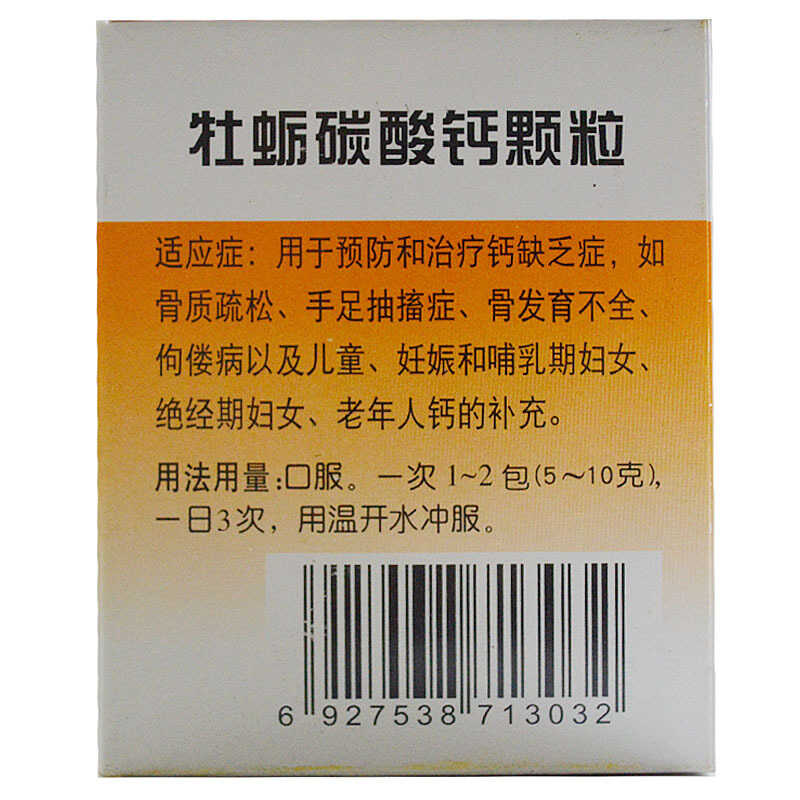 牡蛎碳酸钙颗粒
适应症：用于预防和治疗钙缺乏症，如
骨质疏松、手足抽搐症、骨发育不全、
佝偻病以及儿童、妊娠和哺乳期妇女、
绝经期妇女、老年人钙的补充。
用法用量：口服。一次1~2包(5～10克)，
一日3次，用温开水冲服。
6 927538 713032